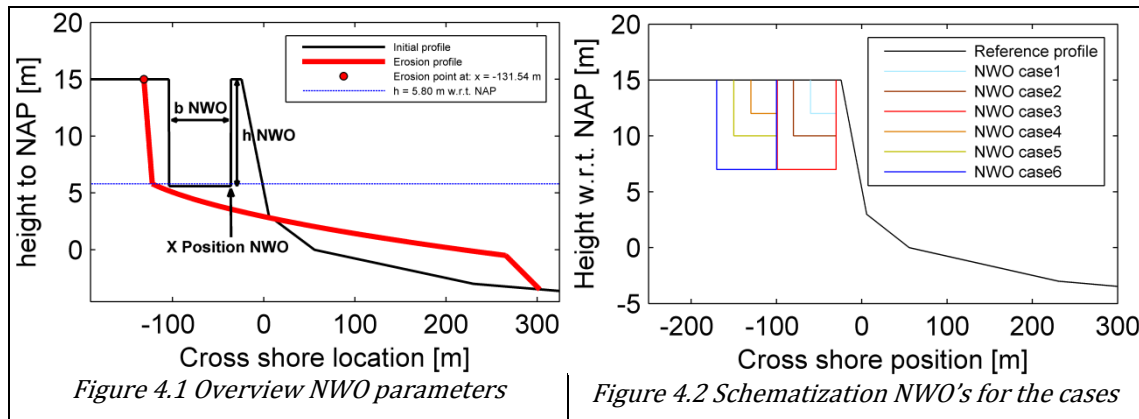 20
15
10
5
0
-100
0
100
200
300
height to NAP [m]
Cross shore location [m]
Initial profile
Erosion profile
Erosion point at: x = -131.54 m
h = 5.80 m w.r.t. NAP
b NWO
h NWO
X Position NWO
Figure 4.1 Overview NWO parameters
20
15
10
5
0
-5
-200
-100
0
100
200
300
Height w.r.t. NAP [m]
Cross shore position [m]
Reference profile
NWO case1
NWO case2
NWO case3
NWO case4
NWO case5
NWO case6
Figure 4.2 Schematization NWO's for the cases